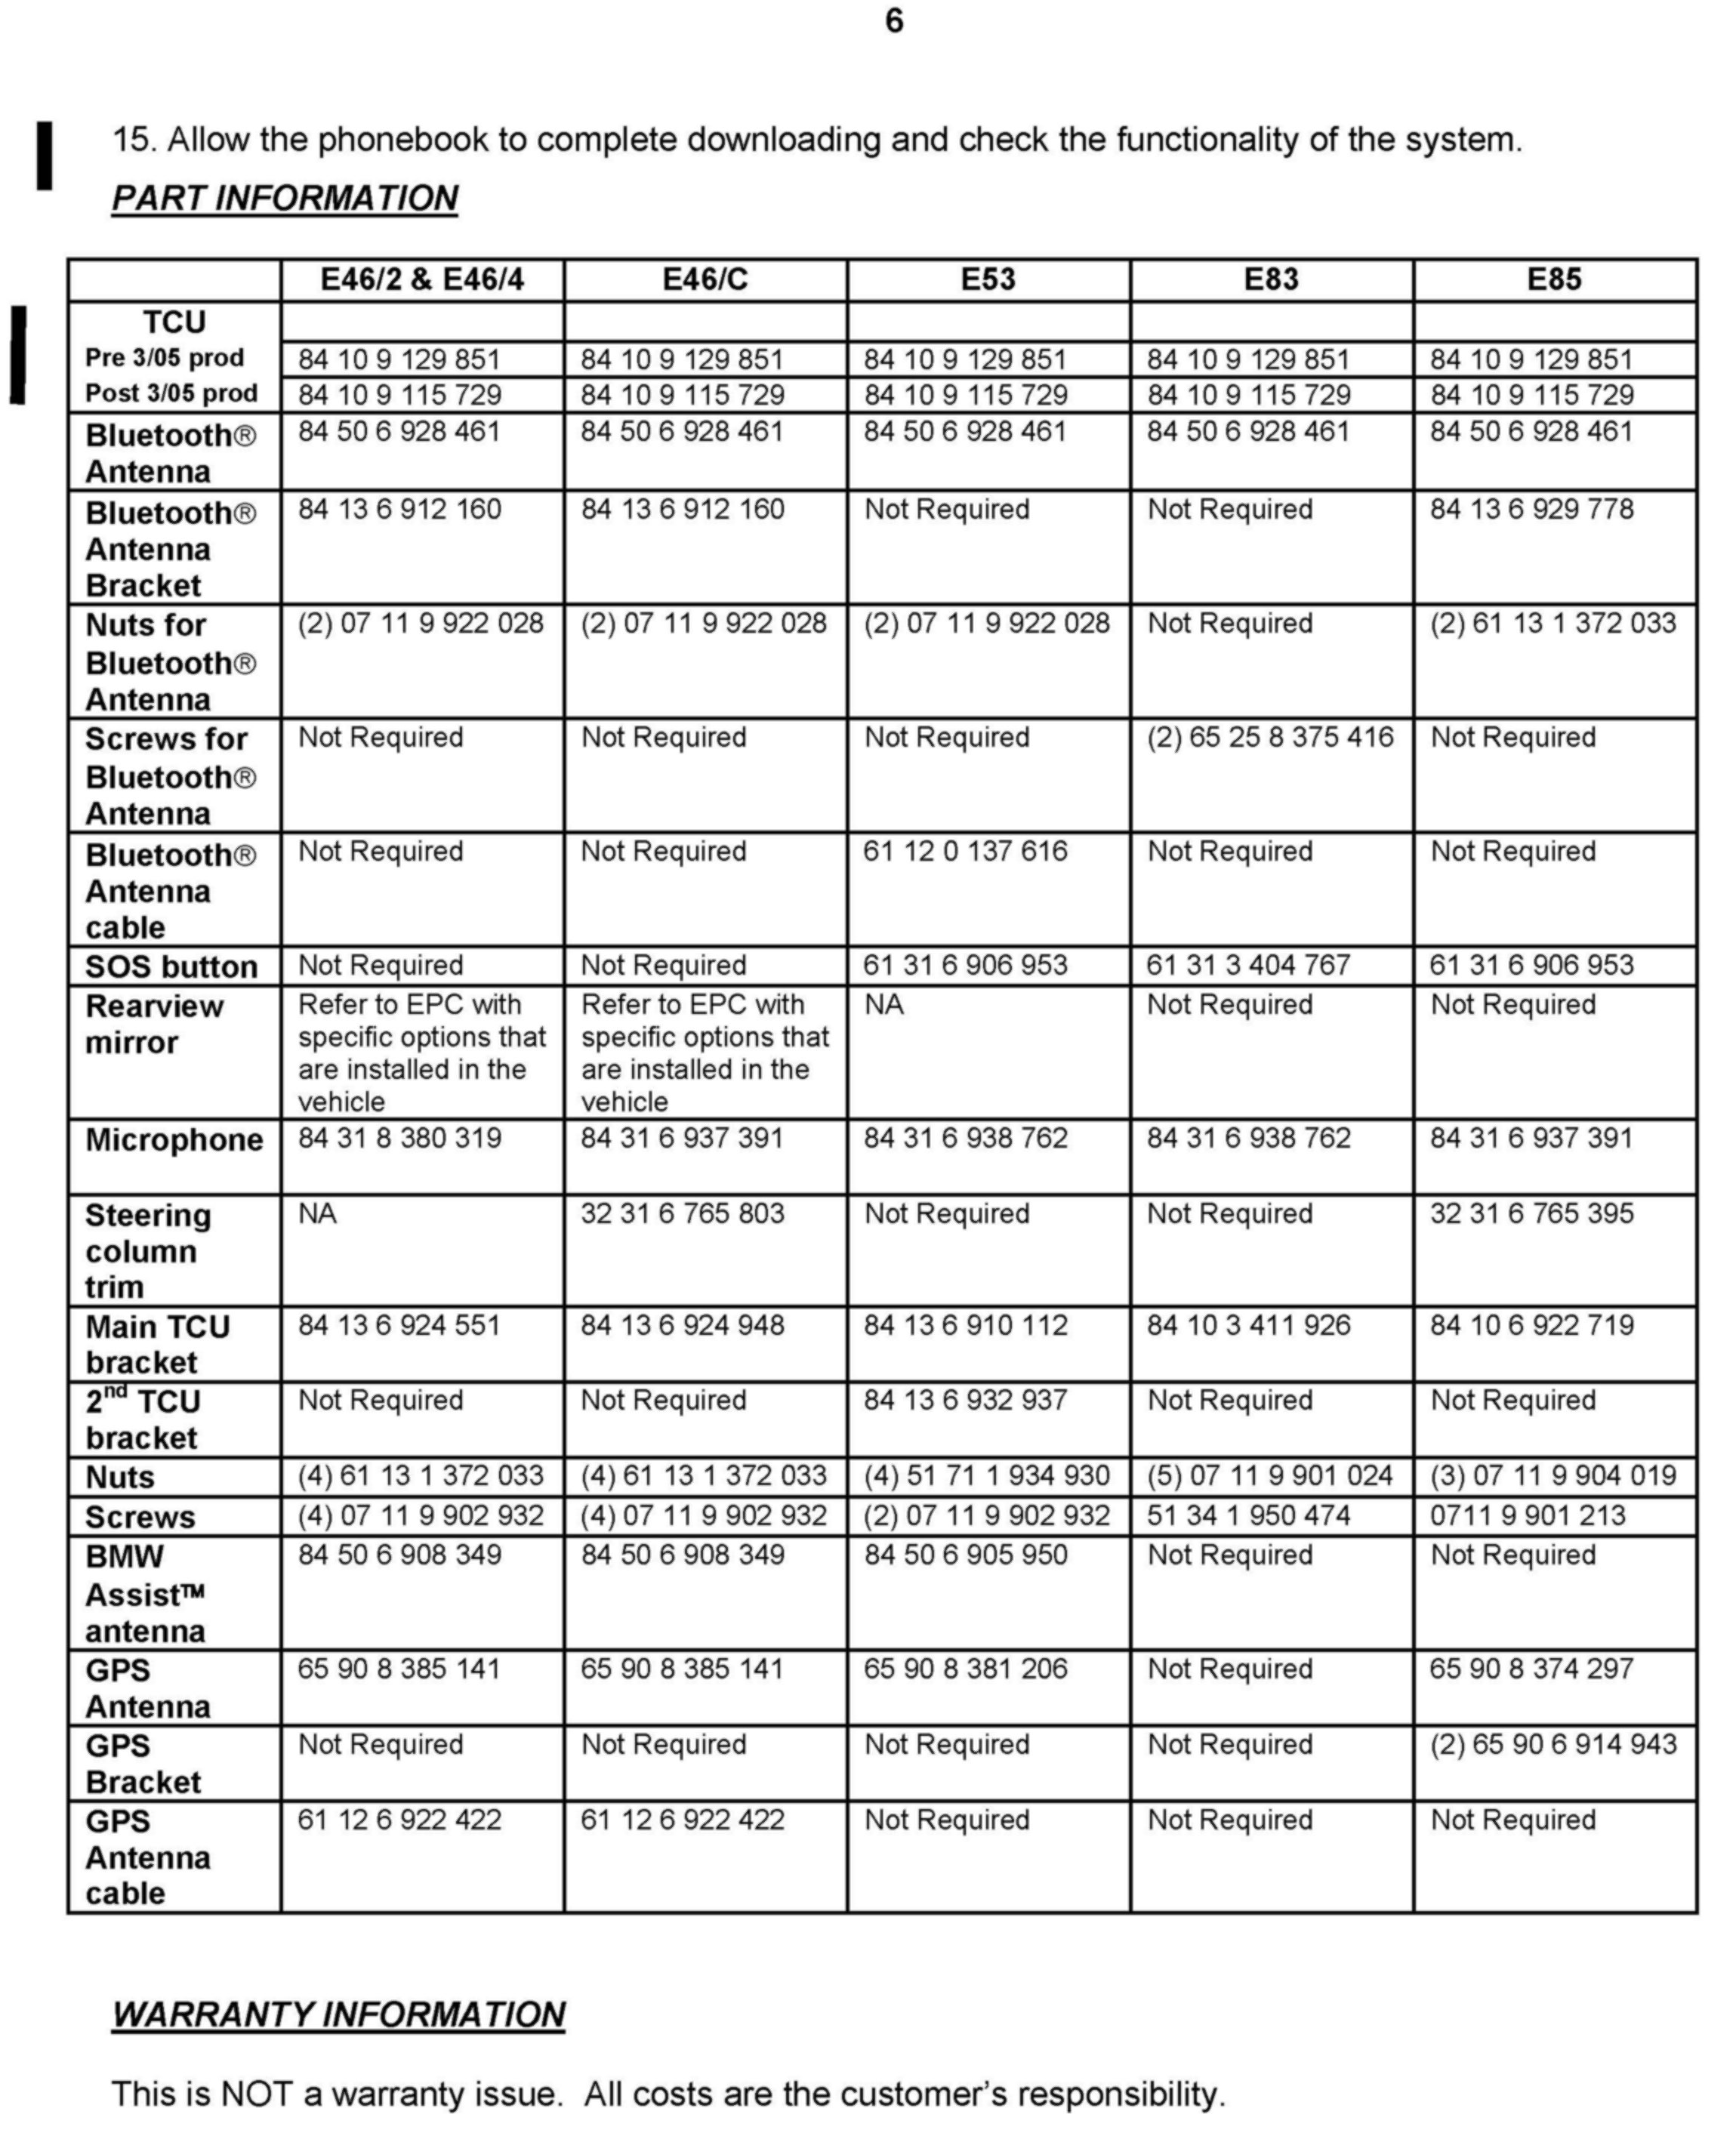 6
15. Allow the phonebook to complete downloading and check the functionality of the system.
PART INFORMATION
E46/2 & E46/4 E46/C E53 E83 E85
TCU
Pre 3/05 prod 84 10 9 129 851 84 10 9 129 851 84 10 9 129 851 84 10 9 129 851 84 10 9 129 851
Post 3/05 prod 84 10 9 115 729 84 10 9 115 729 84 10 9 115 729 84 10 9 115 729 84 10 9 115 729
Bluetooth® 84 50 6 928 461 84 50 6 928 461 84 50 6 928 461 84 50 6 928 461 84 50 6 928 461
Antenna
Bluetooth® 84 13 6 912 160 84 13 6 912 160 Not Required Not Required 84 13 6 929 778
Antenna
Bracket
Nuts for (2) 07 11 9 922 028 (2) 07 11 9 922 028 (2) 07 11 9 922 028 Not Required (2) 61 13 1 372 033
Bluetooth®
Antenna
Screws for Not Required Not Required Not Required (2) 65 25 8 375 416 Not Required
Bluetooth®
Antenna
Bluetooth® Not Required Not Required 61 12 0 137 616 Not Required Not Required
Antenna
cable
SOS button Not Required Not Required 61 31 6 906 953 61 31 3 404 767 61 31 6 906 953
Rearview Refer to EPC with Refer to EPC with NA Not Required Not Required
mirror specific options that specific options that
are installed in the are installed in the
vehicle vehicle
Microphone 84 31 8 380 319 84 31 6 937 391 84 31 6 938 762 84 31 6 938 762 84 31 6 937 391
Steering NA 32 31 6 765 803 Not Required Not Required 32 31 6 765 395
column
trim
Main TCU 84 13 6 924 551 84 13 6 924 948 84 13 6 910 112 84 10 3 411 926 84 10 6 922 719
bracket
2nd TCU Not Required Not Required 84 13 6 932 937 Not Required Not Required
bracket
Nuts (4) 61 13 1 372 033 (4) 61 13 1 372 033 (4) 51 71 1 934 930 (5) 07 11 9 901 024 (3) 07 11 9 904 019
Screws (4) 07 11 9 902 932 (4) 07 11 9 902 932 (2) 07 11 9 902 932 51 34 1 950 474 0711 9 901 213
BMW 84 50 6 908 349 84 50 6 908 349 84 50 6 905 950 Not Required Not Required
Assist™
antenna
GPS 65 90 8 385 141 65 90 8 385 141 65 90 8 381 206 Not Required 65 90 8 374 297
Antenna
GPS Not Required Not Required Not Required Not Required (2) 65 90 6 914 943
Bracket
GPS 61 12 6 922 422 61 12 6 922 422 Not Required Not Required Not Required
Antenna
cable
WARRANTY INFORMATION
This is NOT a warranty issue.  All costs are the customer's responsibility.